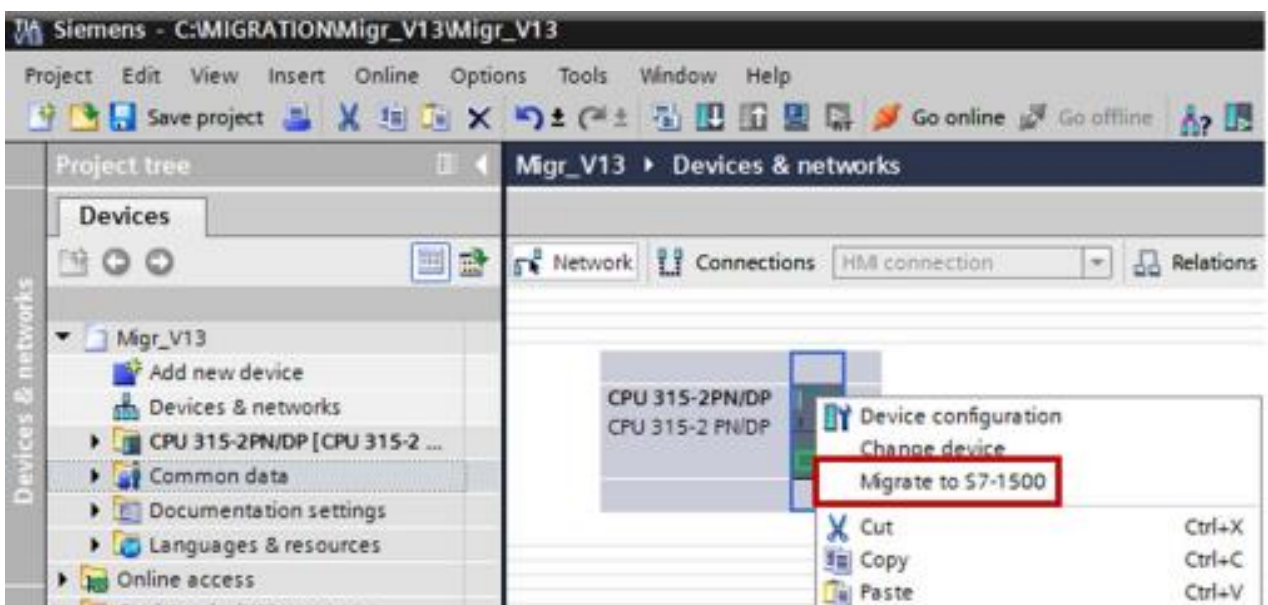 Siemens - C:\MIGRATION\Migr_V13\Migr_V13
Project Edit View Insert Online Options Tools Window Help
Save project Go online Go offline
Project tree
Migr_V13 ▸ Devices & networks
Devices
Network Connections HMI connection Relations
Devices & networks
Migr_V13
Add new device
Devices & networks
CPU 315-2PN/DP [CPU 315-2 ...
Common data
Documentation settings
Languages & resources
Online access
CPU 315-2PN/DP
CPU 315-2 PN/DP
Device configuration
Change device
Migrate to S7-1500
Cut Ctrl+X
Copy Ctrl+C
Paste Ctrl+V